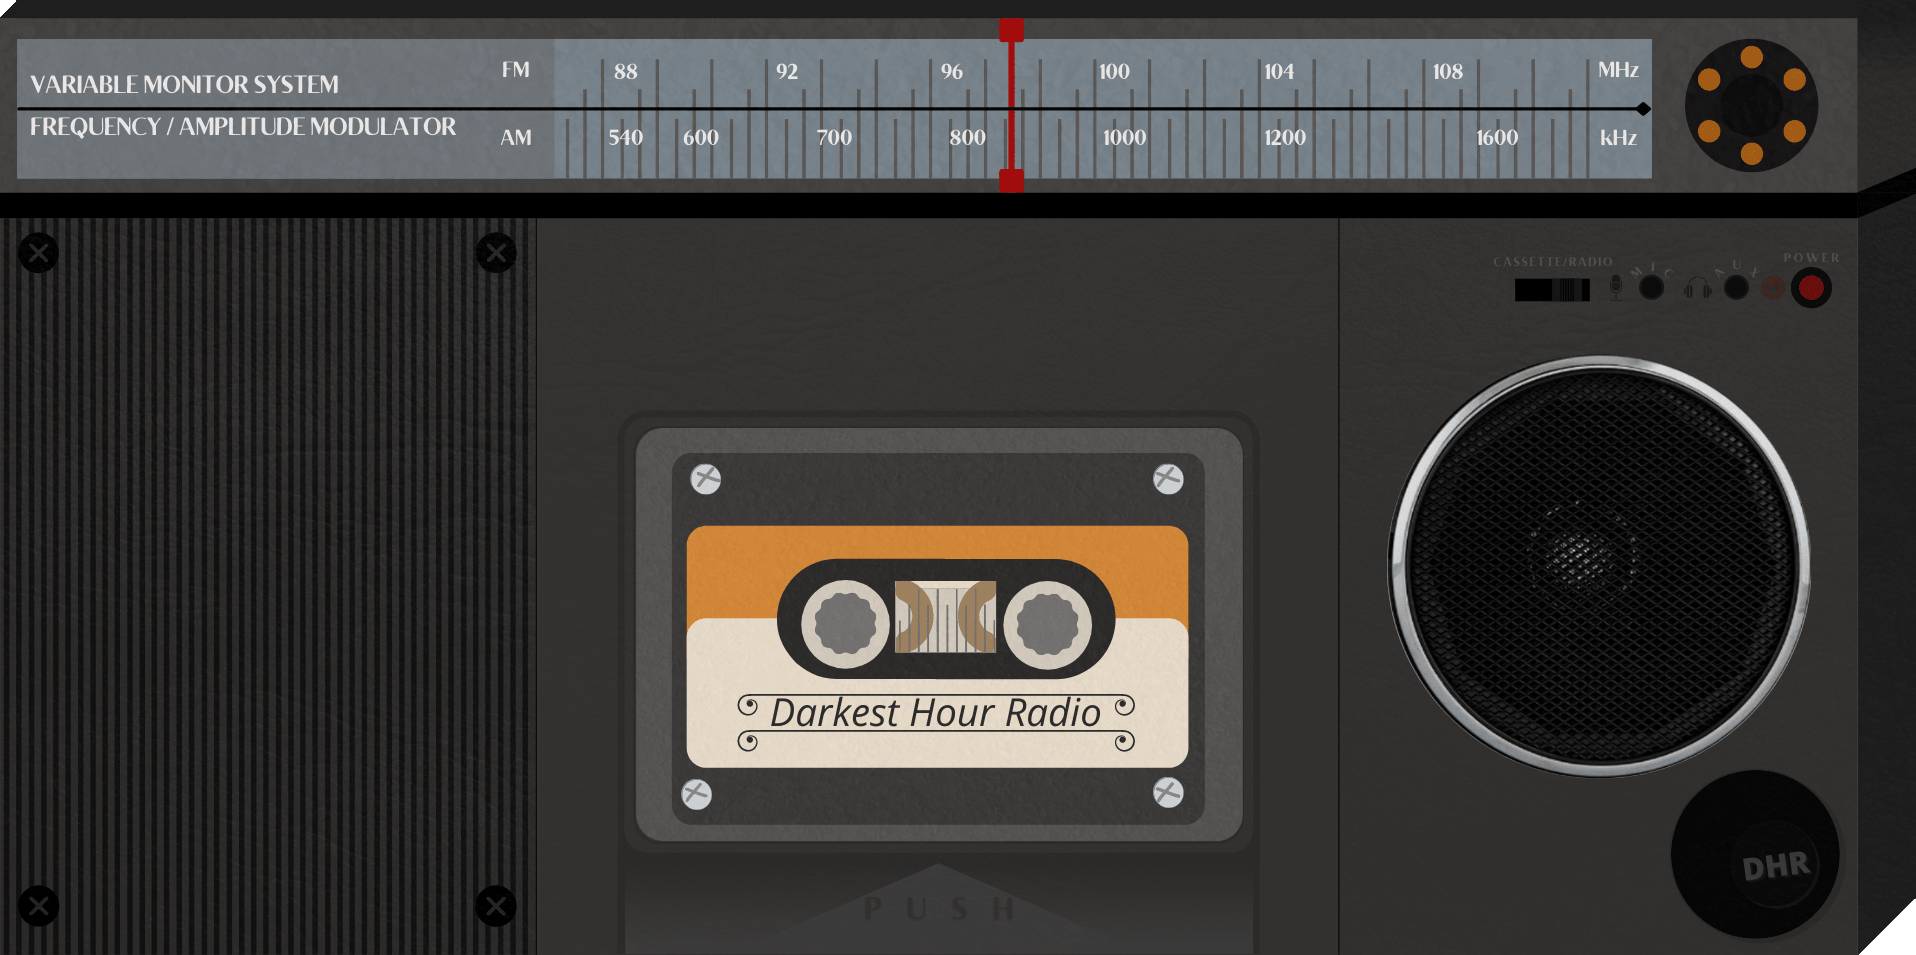 VARIABLE MONITOR SYSTEM
FM 88 92 96 100 104 108 MHz
FREQUENCY / AMPLITUDE MODULATOR
AM 540 600 700 800 1000 1200 1600 kHz
CASSETTE/RADIO MIC AUX POWER
Darkest Hour Radio
DHR
PUSH